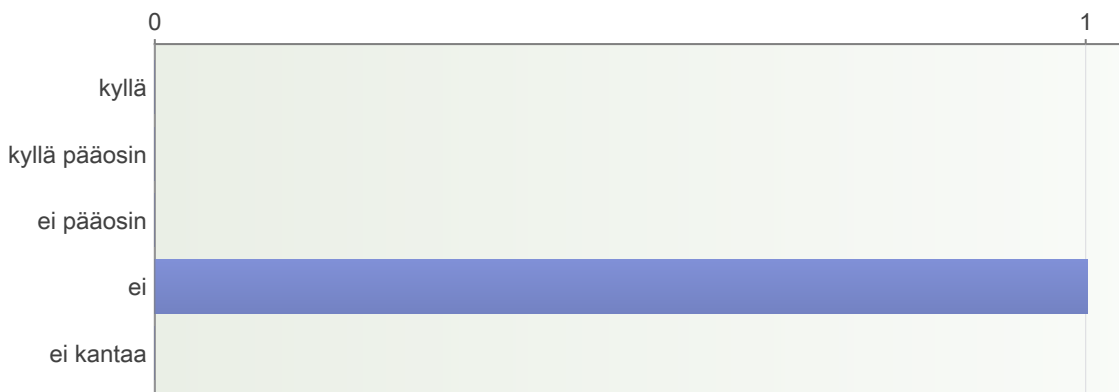 0 1
kyllä
kyllä pääosin
ei pääosin
ei
ei kantaa